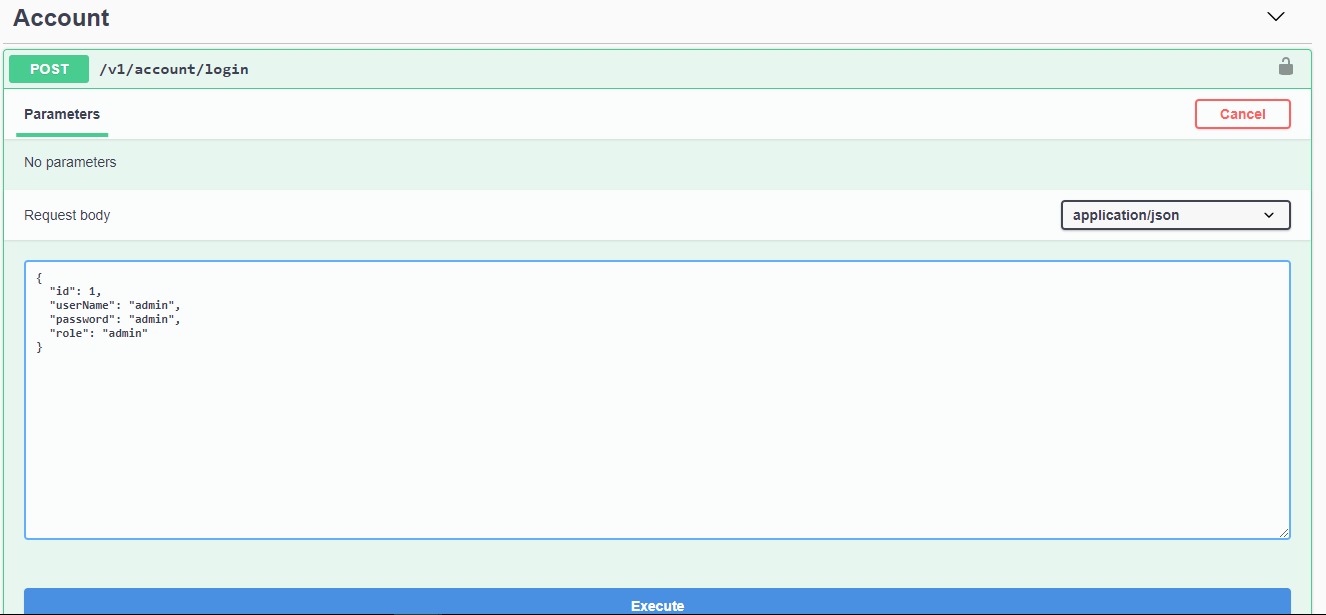 Account
POST /v1/account/login
Parameters
Cancel
No parameters
Request body
application/json
{
  "id": 1,
  "userName": "admin",
  "password": "admin",
  "role": "admin"
}
Execute